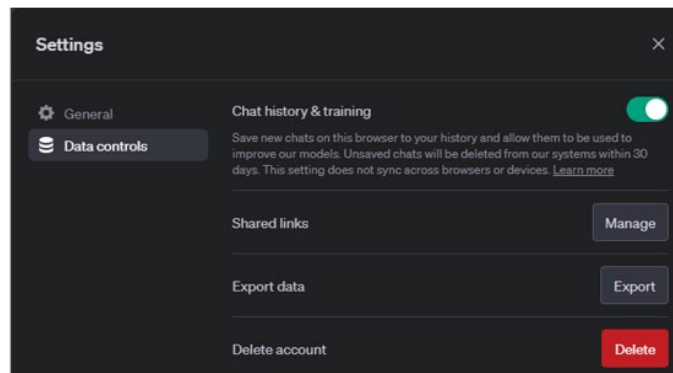 Settings
General
Data controls
Chat history & training
Save new chats on this browser to your history and allow them to be used to
improve our models. Unsaved chats will be deleted from our systems within 30
days. This setting does not sync across browsers or devices. Learn more
Shared links
Manage
Export data
Export
Delete account
Delete